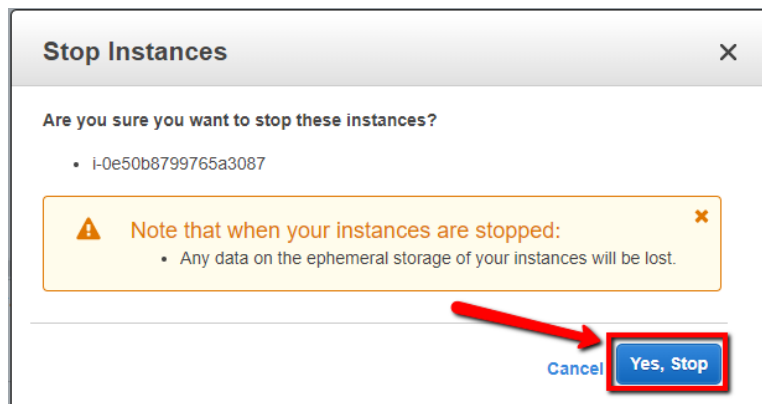 Stop Instances
Are you sure you want to stop these instances?
• i-0e50b8799765a3087
Note that when your instances are stopped:
• Any data on the ephemeral storage of your instances will be lost.
Cancel
Yes, Stop